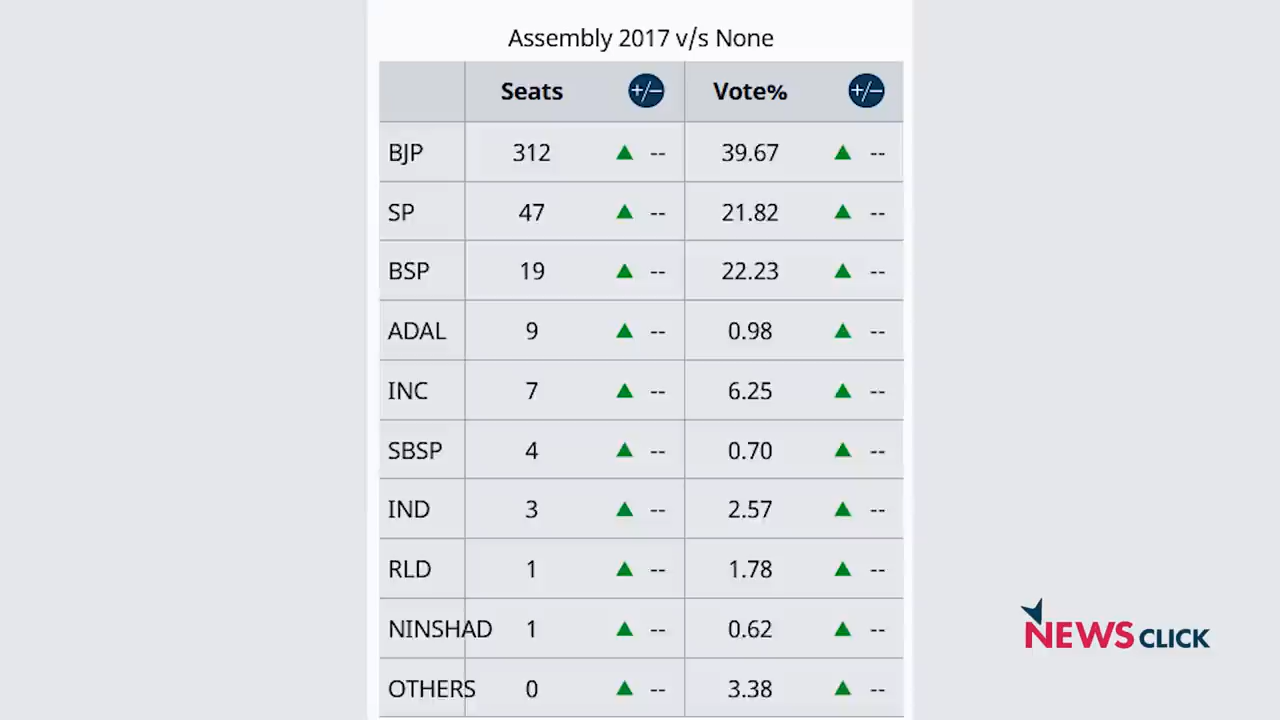 Assembly 2017 v/s None
Seats +/− Vote% +/−
BJP 312 ▲ -- 39.67 ▲ --
SP 47 ▲ -- 21.82 ▲ --
BSP 19 ▲ -- 22.23 ▲ --
ADAL 9 ▲ -- 0.98 ▲ --
INC 7 ▲ -- 6.25 ▲ --
SBSP 4 ▲ -- 0.70 ▲ --
IND 3 ▲ -- 2.57 ▲ --
RLD 1 ▲ -- 1.78 ▲ --
NINSHAD 1 ▲ -- 0.62 ▲ --
OTHERS 0 ▲ -- 3.38 ▲ --
NEWSCLICK